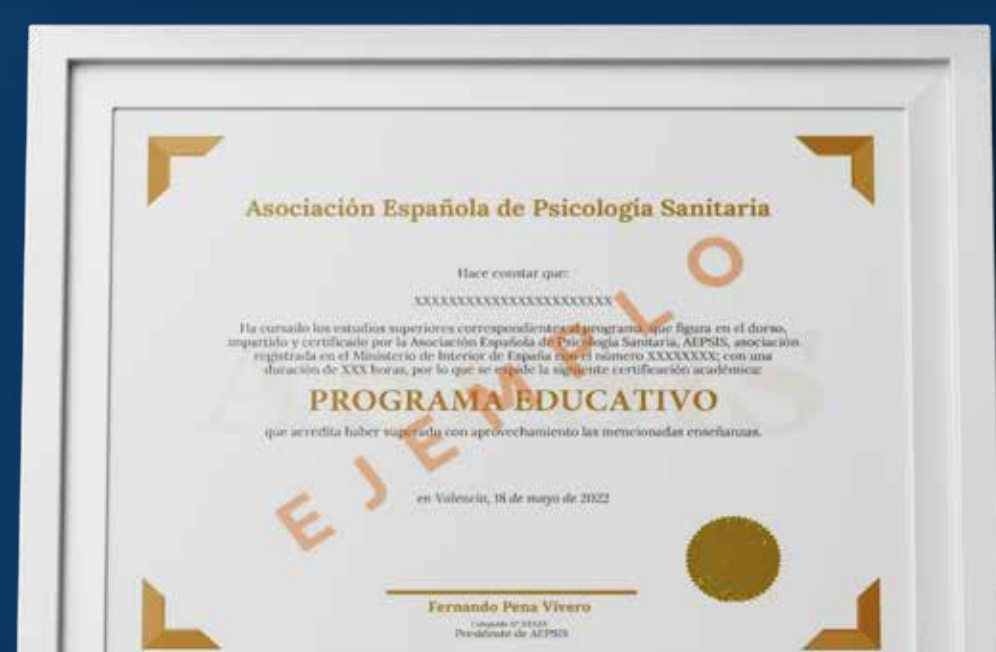 Asociación Española de Psicología Sanitaria
Hace constar que:
XXXXXXXXXXXXXXXXXXXXXXX
Ha cursado los estudios superiores correspondientes al programa, que figura en el dorso,
impartido y certificado por la Asociación Española de Psicología Sanitaria, AEPSIS, asociación
registrada en el Ministerio de Interior de España con el número XXXXXXXX; con una
duración de XXX horas, por lo que se expide la siguiente certificación académica:
PROGRAMA EDUCATIVO
que acredita haber superado con aprovechamiento las mencionadas enseñanzas.
en Valencia, 18 de mayo de 2022
Fernando Pena Vivero
Presidente de AEPSIS
EJEMPLO